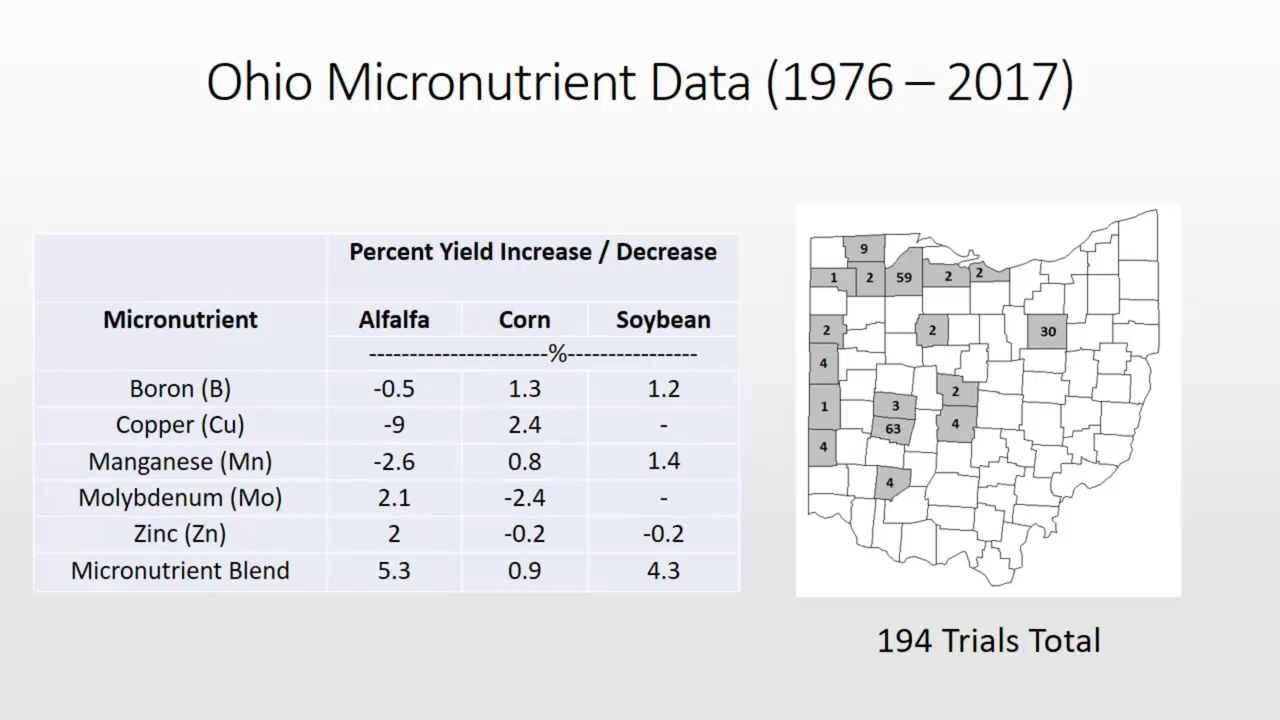 Ohio Micronutrient Data (1976 – 2017)
Percent Yield Increase / Decrease
Micronutrient Alfalfa Corn Soybean
----------------------%----------------
Boron (B) -0.5 1.3 1.2
Copper (Cu) -9 2.4 -
Manganese (Mn) -2.6 0.8 1.4
Molybdenum (Mo) 2.1 -2.4 -
Zinc (Zn) 2 -0.2 -0.2
Micronutrient Blend 5.3 0.9 4.3
9
1 2 59 2 2
2 2 30
4
2
1 3
63 4
4
4
194 Trials Total